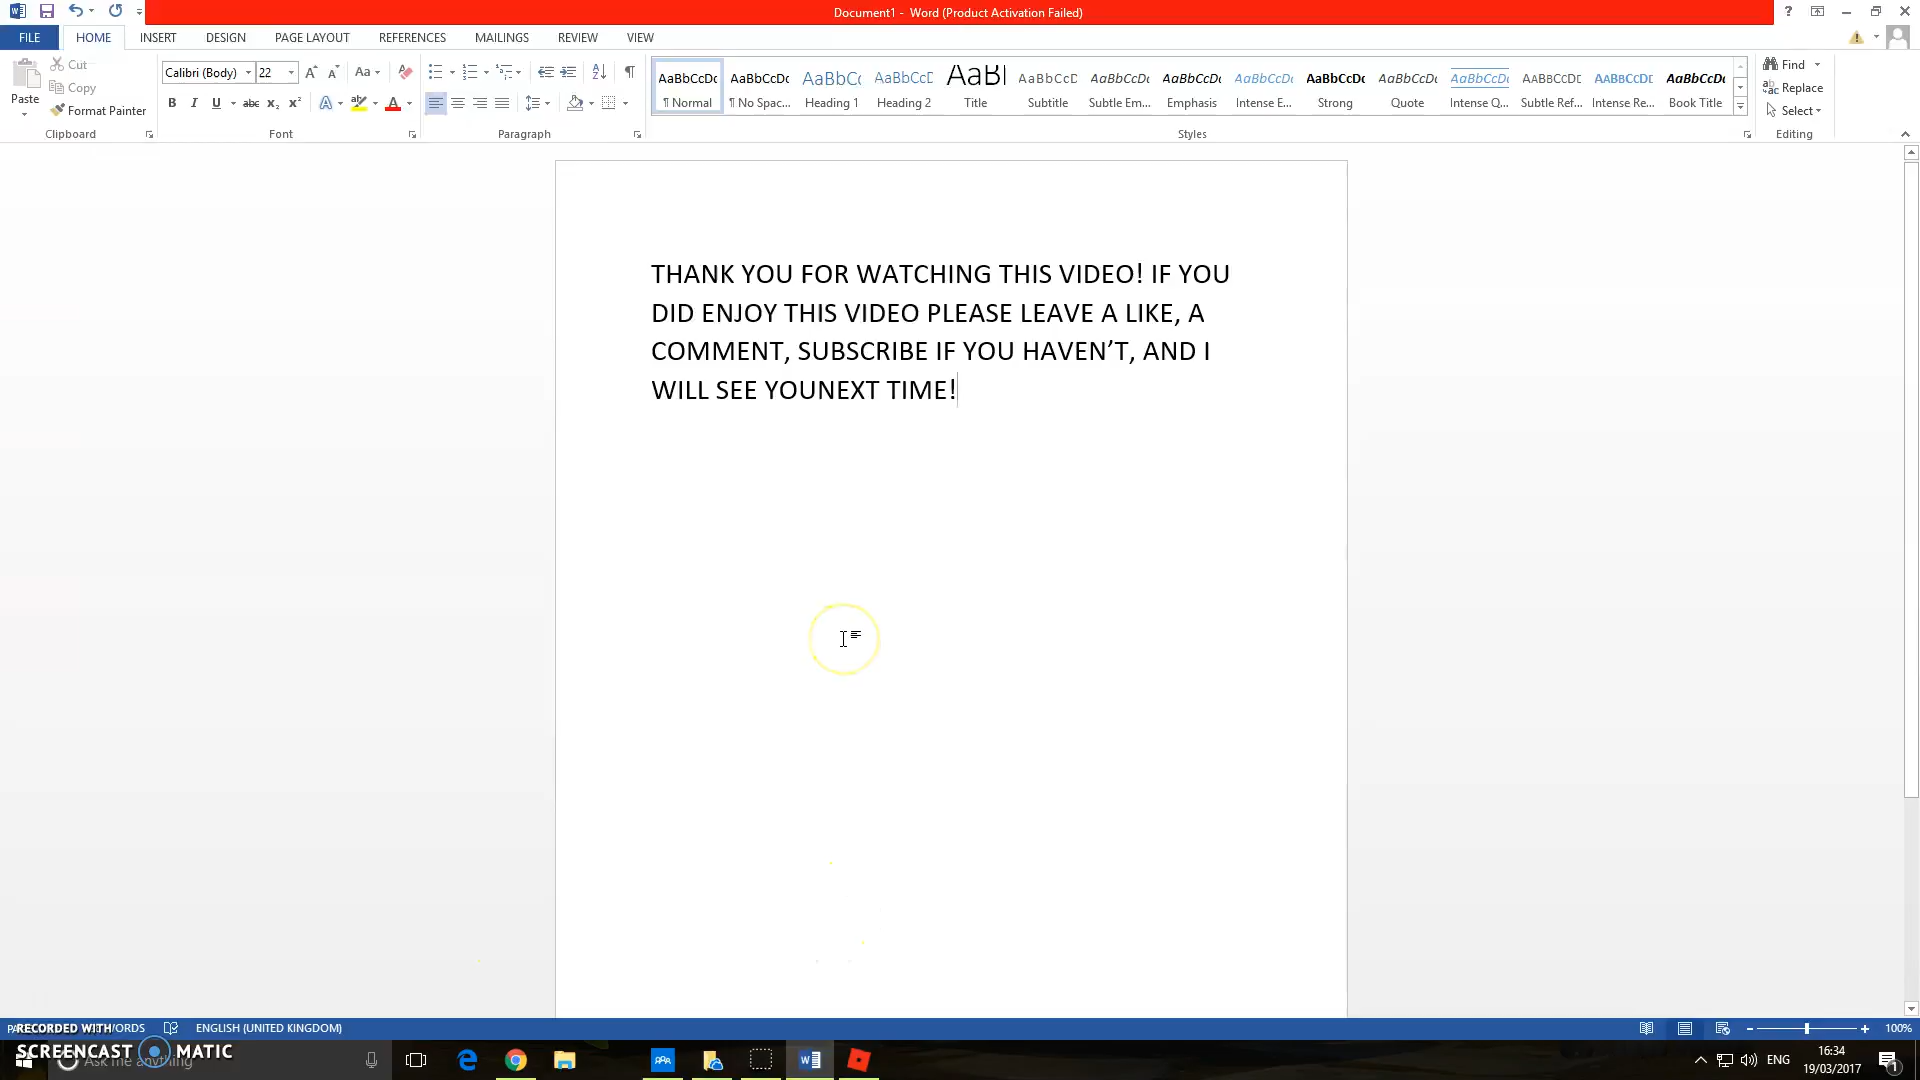 Document1 - Word (Product Activation Failed)
FILE HOME INSERT DESIGN PAGE LAYOUT REFERENCES MAILINGS REVIEW VIEW
Paste
Cut
Copy
Format Painter
Clipboard
Calibri (Body) 22
Font
Paragraph
AaBbCcDc AaBbCcDc AaBbCc AaBbCcD AaBl AaBbCcD AaBbCcDc AaBbCcDc AaBbCcDc AaBbCcDc AaBbCcDc AaBbCcDc AABBCCDC AABBCCDC AaBbCcDc
¶ Normal ¶ No Spac... Heading 1 Heading 2 Title Subtitle Subtle Em... Emphasis Intense E... Strong Quote Intense Q... Subtle Ref... Intense Re... Book Title
Styles
Find
Replace
Select
Editing
THANK YOU FOR WATCHING THIS VIDEO! IF YOU
DID ENJOY THIS VIDEO PLEASE LEAVE A LIKE, A
COMMENT, SUBSCRIBE IF YOU HAVEN’T, AND I
WILL SEE YOUNEXT TIME!
ENGLISH (UNITED KINGDOM)
100%
RECORDED WITH
SCREENCAST MATIC
Ask me anything
ENG
16:34
19/03/2017